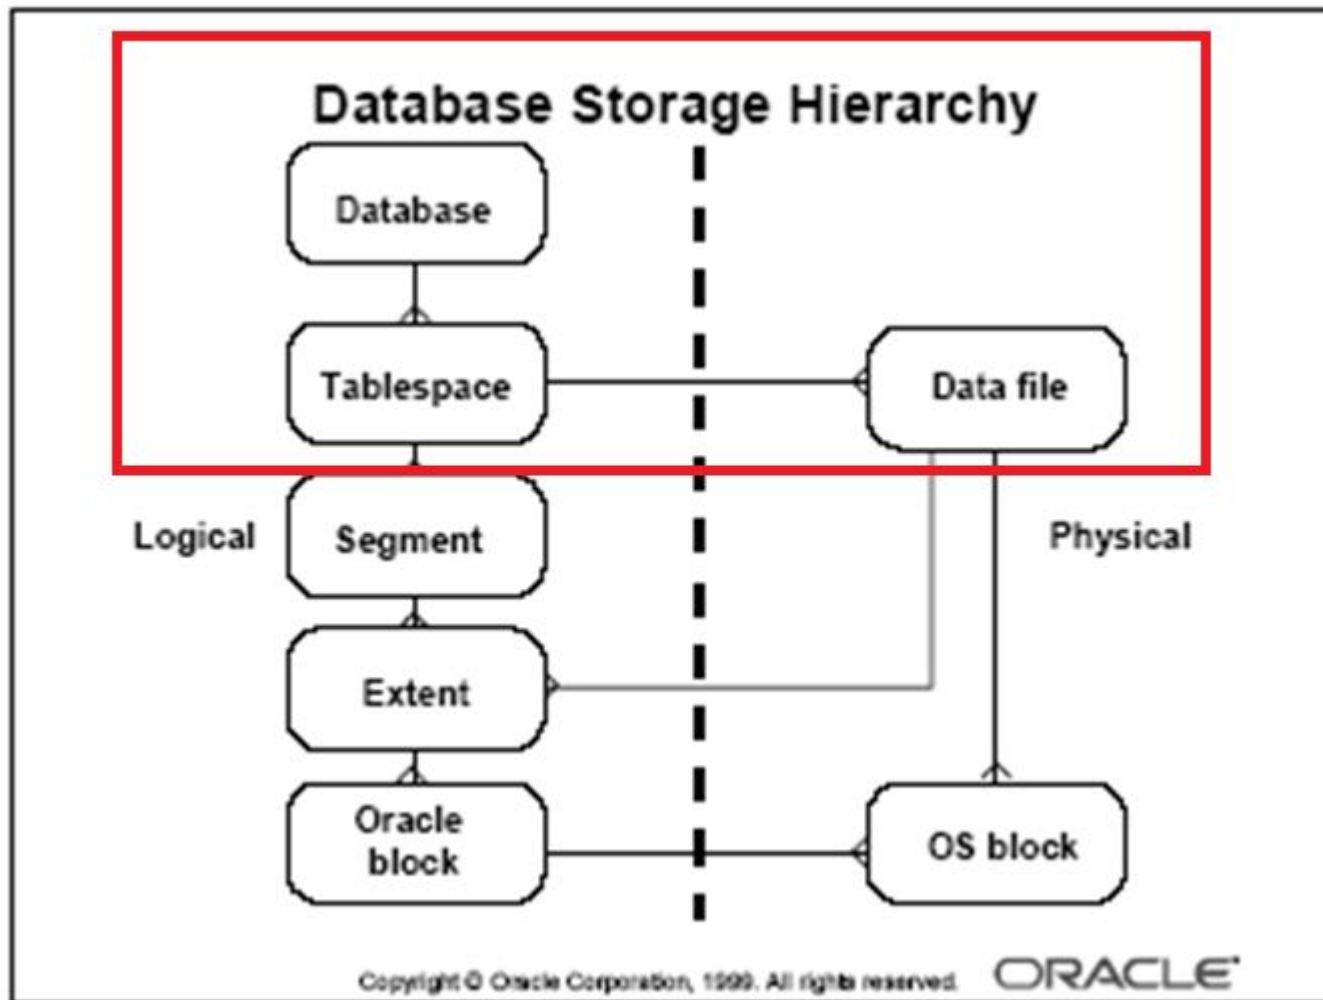 Database Storage Hierarchy
Database
Tablespace
Data file
Logical
Segment
Physical
Extent
Oracle
block
OS block
Copyright © Oracle Corporation, 1999. All rights reserved.
ORACLE